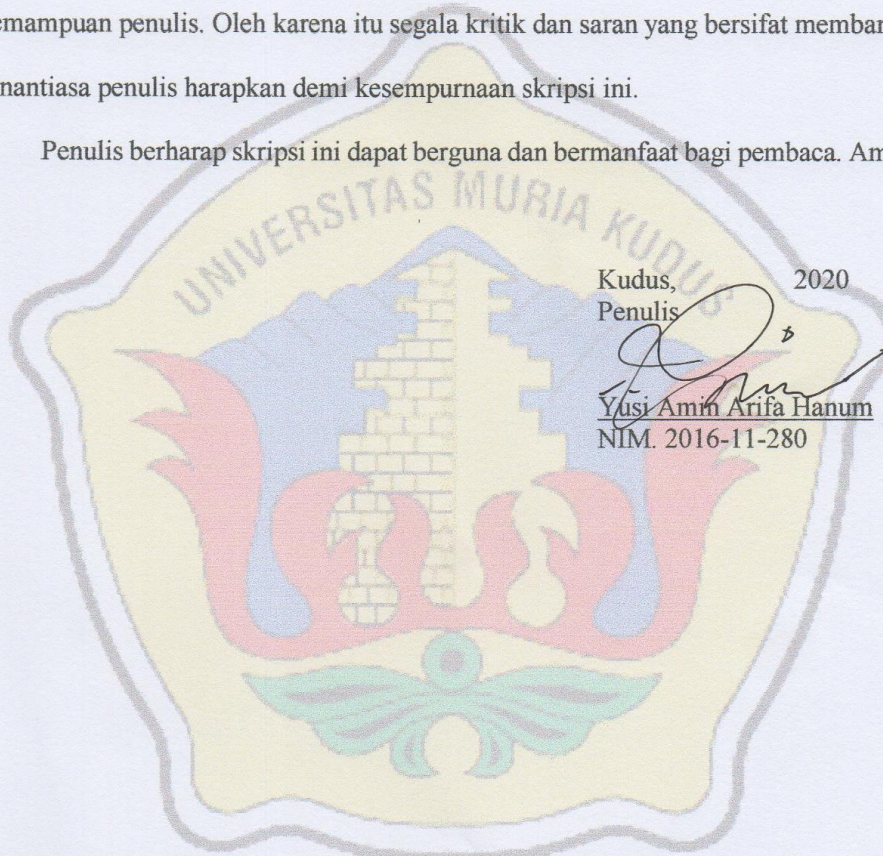 emampuan penulis. Oleh karena itu segala kritik dan saran yang bersifat memban
nantiasa penulis harapkan demi kesempurnaan skripsi ini.
Penulis berharap skripsi ini dapat berguna dan bermanfaat bagi pembaca. Am
UNIVERSITAS MURIA KUDUS
Kudus, 2020
Penulis
Yusi Amin Arifa Hanum
NIM. 2016-11-280